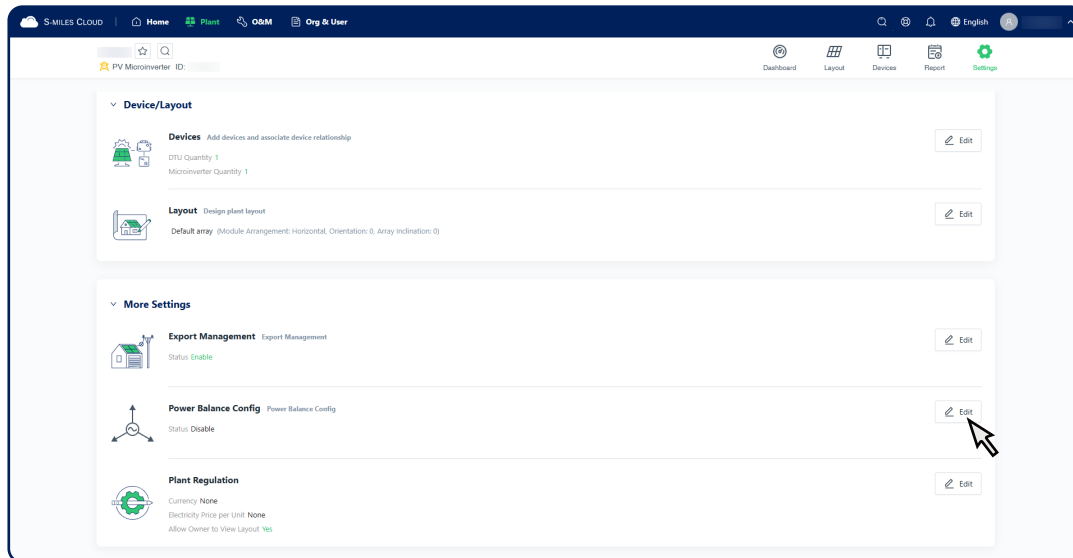 S-MILES CLOUD | Home Plant O&M Org & User English A
PV Microinverter ID:
Dashboard Layout Devices Report Settings
Device/Layout
Devices Add devices and associate device relationship
Edit
DTU Quantity 1
Microinverter Quantity 1
Layout Design plant layout
Edit
Default array (Module Arrangement: Horizontal, Orientation: 0, Array Inclination: 0)
More Settings
Export Management Export Management
Edit
Status Enable
Power Balance Config Power Balance Config
Edit
Status Disable
Plant Regulation
Edit
Currency None
Electricity Price per Unit None
Allow Owner to View Layout Yes